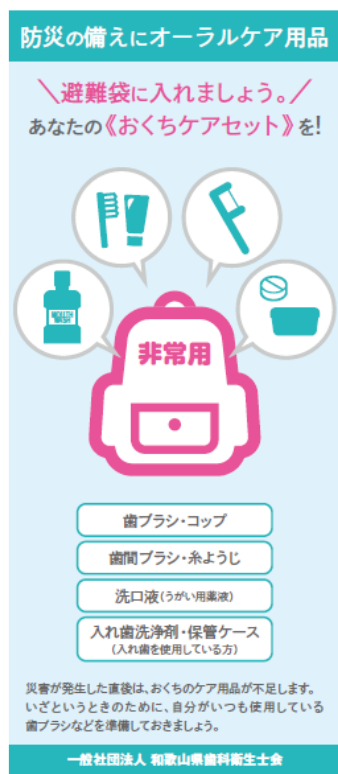 防災の備えにオーラルケア用品
＼避難袋に入れましょう。／
あなたの《おくちケアセット》を!
MOUTH WASH
非常用
歯ブラシ・コップ
歯間ブラシ・糸ようじ
洗口液(うがい用薬液)
入れ歯洗浄剤・保管ケース
(入れ歯を使用している方)
災害が発生した直後は、おくちのケア用品が不足します。
いざというときのために、自分がいつも使用している
歯ブラシなどを準備しておきましょう。
一般社団法人 和歌山県歯科衛生士会